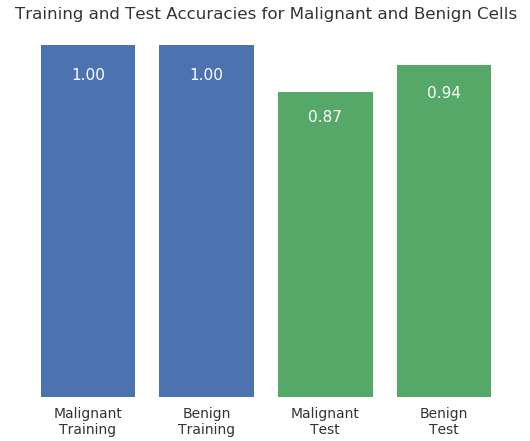 Training and Test Accuracies for Malignant and Benign Cells
1.00
1.00
0.87
0.94
Malignant
Training
Benign
Training
Malignant
Test
Benign
Test